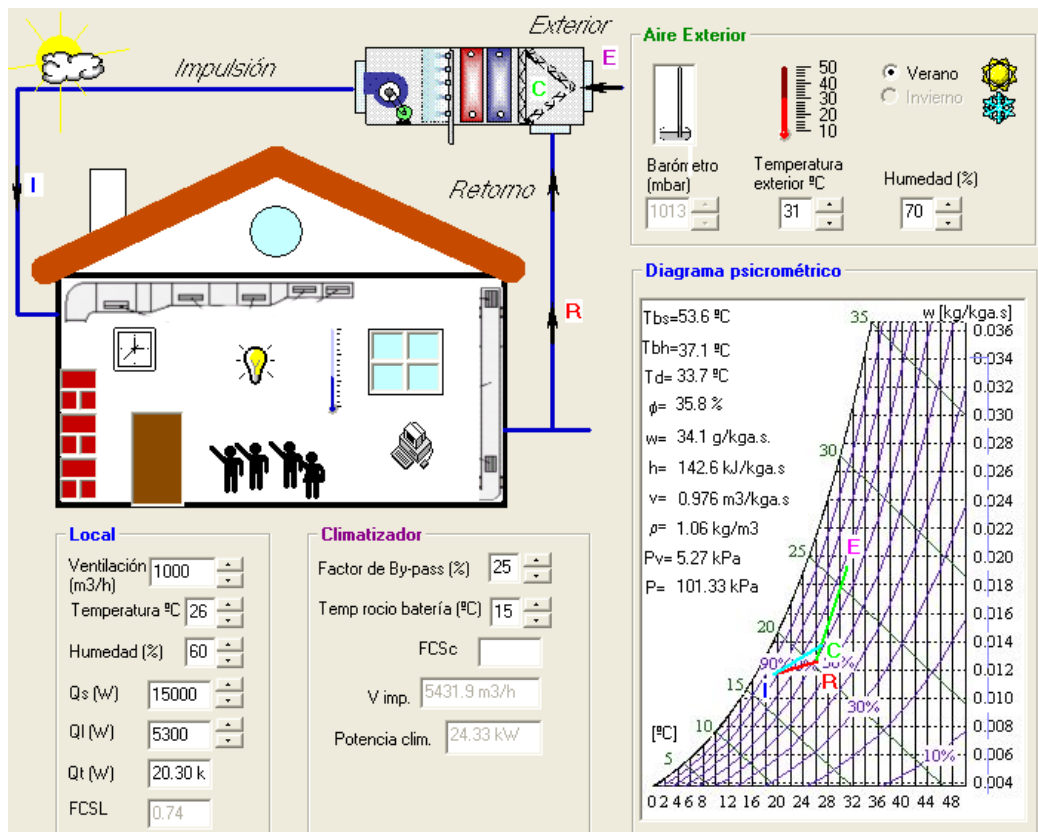 Exterior
E
Impulsión
C
I
Retorno
R
Aire Exterior
50
40
30
20
10
Verano
Invierno
Barómetro
(mbar)
1013
Temperatura
exterior ºC
31
Humedad (%)
70
Local
Ventilación
(m3/h)
1000
Temperatura ºC 26
Humedad (%) 60
Qs (W) 15000
Ql (W) 5300
Qt (W) 20.30 k
FCSL 0.74
Climatizador
Factor de By-pass (%) 25
Temp rocio batería (ºC) 15
FCSc
V imp. 5431.9 m3/h
Potencia clim. 24.33 kW
Diagrama psicrométrico
Tbs=53.6 ºC
Tbh=37.1 ºC
Td= 33.7 ºC
ϕ= 35.8 %
w= 34.1 g/kga.s.
h= 142.6 kJ/kga.s
v= 0.976 m3/kga.s
ρ= 1.06 kg/m3
Pv= 5.27 kPa
P= 101.33 kPa
w [kg/kga.s]
0.036
0.034
0.032
0.030
0.028
0.026
0.024
0.022
0.020
0.018
0.016
0.014
0.012
0.010
0.008
0.006
0.004
35
30
25
20
15
10
5
E
C
R
I
90%
30%
10%
[ºC]
0 2 4 6 8 12 16 20 24 28 32 36 40 44 48